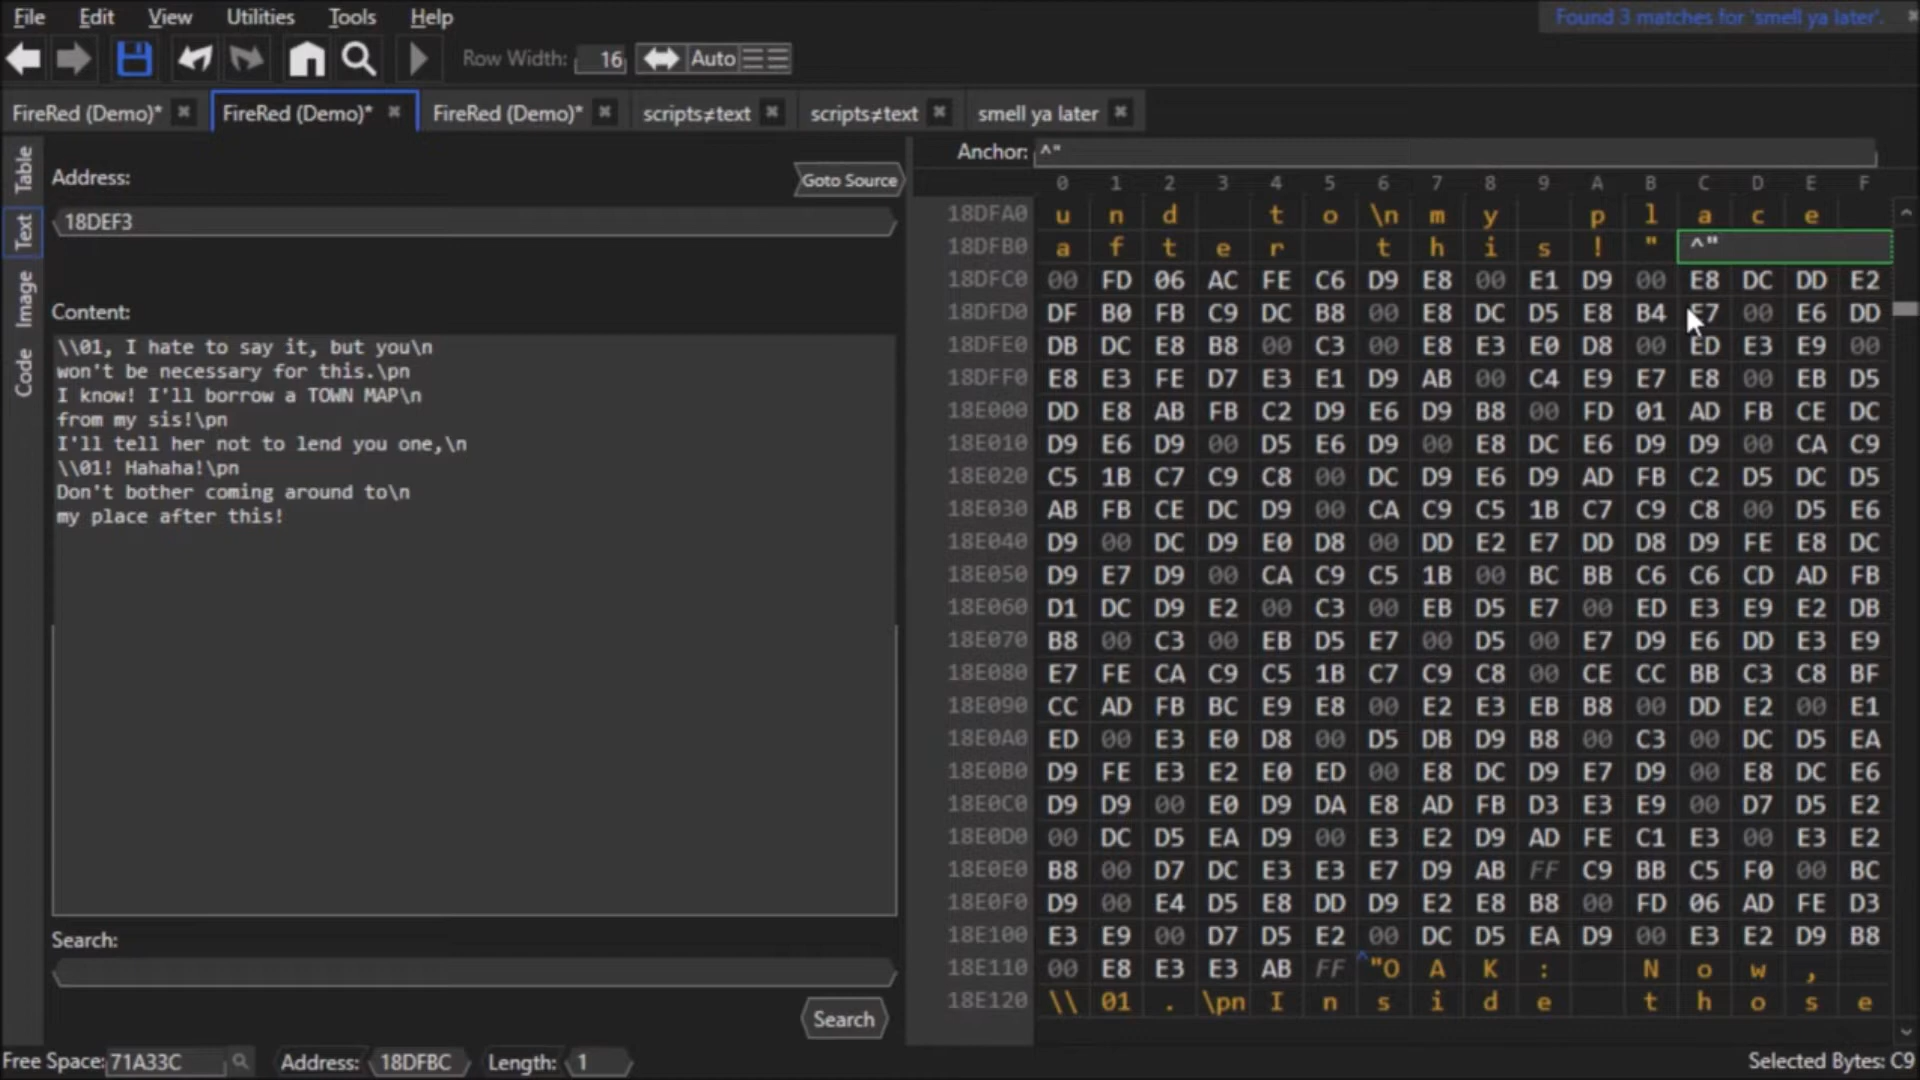 File Edit View Utilities Tools Help
Found 3 matches for 'smell ya later'.
Row Width: 16 Auto
FireRed (Demo)* FireRed (Demo)* FireRed (Demo)* scripts≠text scripts≠text smell ya later
Table
Text
Image
Code
Address:
Goto Source
18DEF3
Content:
\\01, I hate to say it, but you\n
won't be necessary for this.\pn
I know! I'll borrow a TOWN MAP\n
from my sis!\pn
I'll tell her not to lend you one,\n
\\01! Hahaha!\pn
Don't bother coming around to\n
my place after this!
Search:
Search
Anchor: ^"
0 1 2 3 4 5 6 7 8 9 A B C D E F
18DFA0 u n d t o \n m y p l a c e
18DFB0 a f t e r t h i s ! " ^"
18DFC0 00 FD 06 AC FE C6 D9 E8 00 E1 D9 00 E8 DC DD E2
18DFD0 DF B0 FB C9 DC B8 00 E8 DC D5 E8 B4 E7 00 E6 DD
18DFE0 DB DC E8 B8 00 C3 00 E8 E3 E0 D8 00 ED E3 E9 00
18DFF0 E8 E3 FE D7 E3 E1 D9 AB 00 C4 E9 E7 E8 00 EB D5
18E000 DD E8 AB FB C2 D9 E6 D9 B8 00 FD 01 AD FB CE DC
18E010 D9 E6 D9 00 D5 E6 D9 00 E8 DC E6 D9 D9 00 CA C9
18E020 C5 1B C7 C9 C8 00 DC D9 E6 D9 AD FB C2 D5 DC D5
18E030 AB FB CE DC D9 00 CA C9 C5 1B C7 C9 C8 00 D5 E6
18E040 D9 00 DC D9 E0 D8 00 DD E2 E7 DD D8 D9 FE E8 DC
18E050 D9 E7 D9 00 CA C9 C5 1B 00 BC BB C6 C6 CD AD FB
18E060 D1 DC D9 E2 00 C3 00 EB D5 E7 00 ED E3 E9 E2 DB
18E070 B8 00 C3 00 EB D5 E7 00 D5 00 E7 D9 E6 DD E3 E9
18E080 E7 FE CA C9 C5 1B C7 C9 C8 00 CE CC BB C3 C8 BF
18E090 CC AD FB BC E9 E8 00 E2 E3 EB B8 00 DD E2 00 E1
18E0A0 ED 00 E3 E0 D8 00 D5 DB D9 B8 00 C3 00 DC D5 EA
18E0B0 D9 FE E3 E2 E0 ED 00 E8 DC D9 E7 D9 00 E8 DC E6
18E0C0 D9 D9 00 E0 D9 DA E8 AD FB D3 E3 E9 00 D7 D5 E2
18E0D0 00 DC D5 EA D9 00 E3 E2 D9 AD FE C1 E3 00 E3 E2
18E0E0 B8 00 D7 DC E3 E3 E7 D9 AB FF C9 BB C5 F0 00 BC
18E0F0 D9 00 E4 D5 E8 DD D9 E2 E8 B8 00 FD 06 AD FE D3
18E100 E3 E9 00 D7 D5 E2 00 DC D5 EA D9 00 E3 E2 D9 B8
18E110 00 E8 E3 E3 AB FF ^"O A K : N o w ,
18E120 \\ 01 . \pn I n s i d e t h o s e
Free Space: 71A33C Address: 18DFBC Length: 1
Selected Bytes: C9